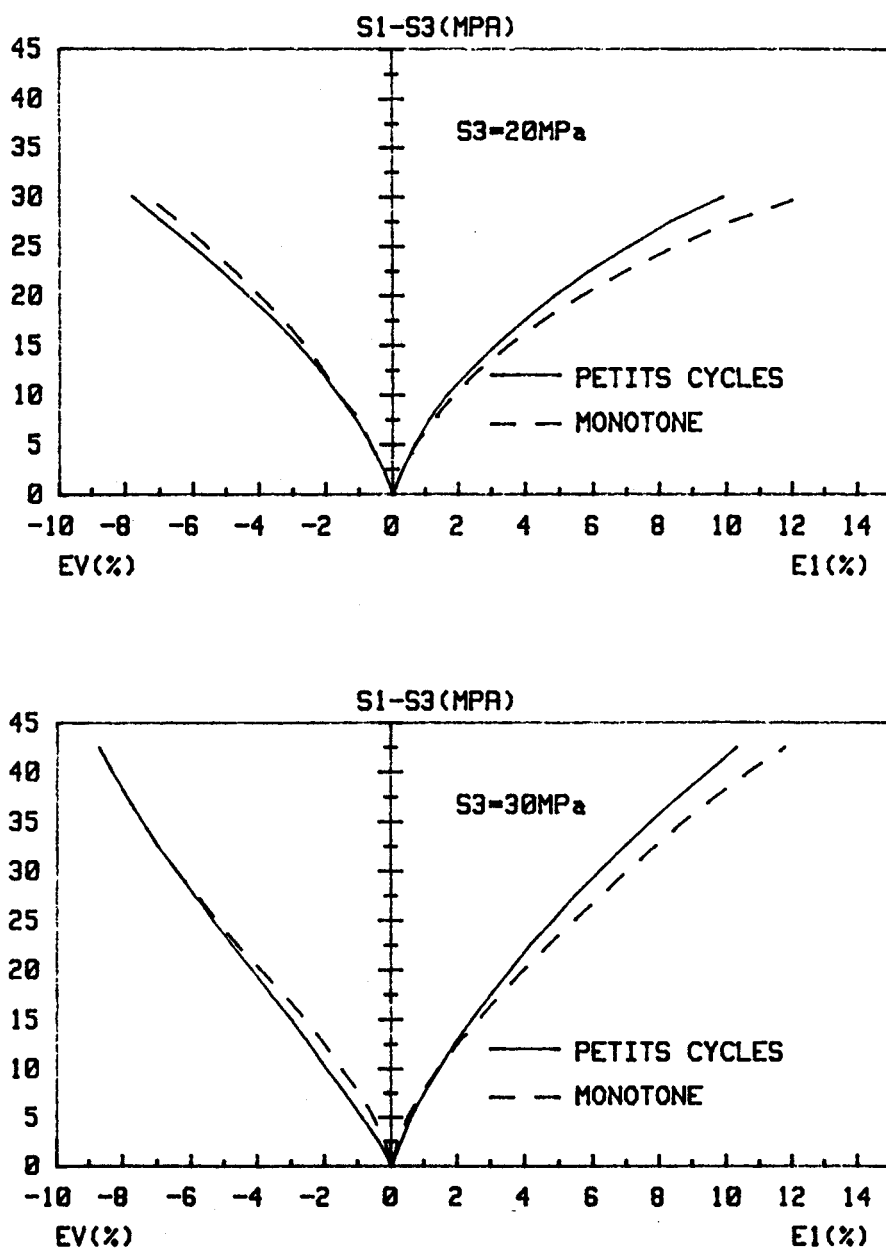 S1-S3(MPA)
45
40
S3=20MPa
35
30
25
20
15
PETITS CYCLES
10
MONOTONE
5
0
-10 -8 -6 -4 -2 0 2 4 6 8 10 12 14
EV(%) E1(%)
S1-S3(MPA)
45
40
S3=30MPa
35
30
25
20
15
PETITS CYCLES
10
MONOTONE
5
0
-10 -8 -6 -4 -2 0 2 4 6 8 10 12 14
EV(%) E1(%)